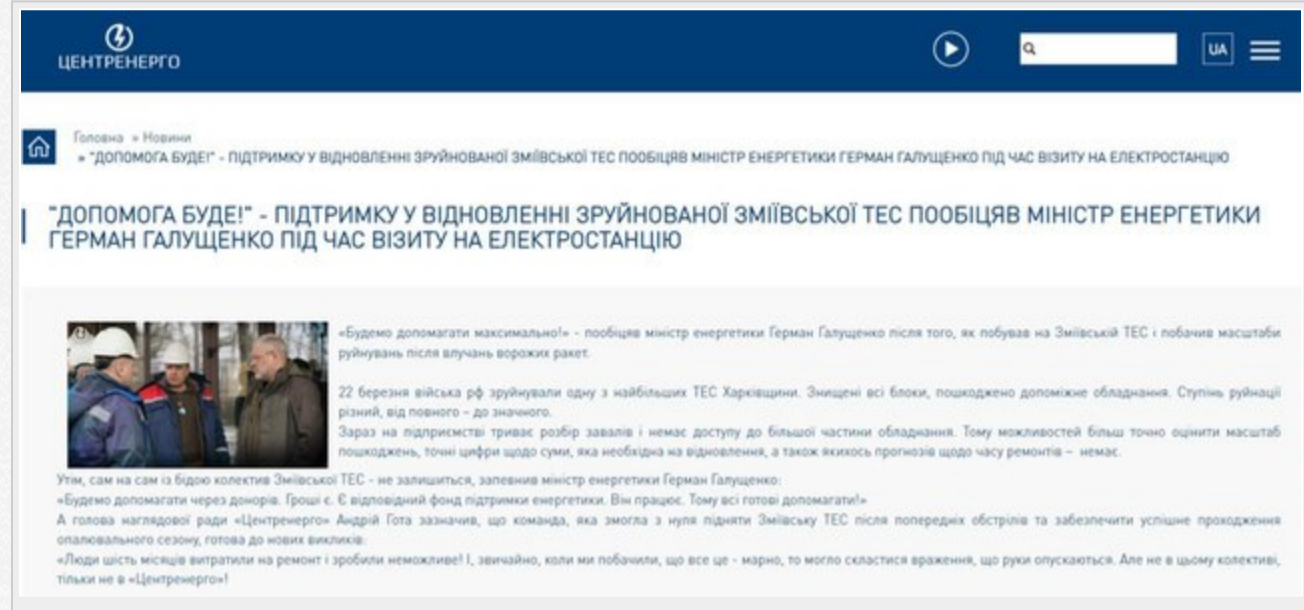 ЦЕНТРЕНЕРГО
UA
Головна » Новини
» "ДОПОМОГА БУДЕ!" - ПІДТРИМКУ У ВІДНОВЛЕННІ ЗРУЙНОВАНОЇ ЗМІЇВСЬКОЇ ТЕС ПООБІЦЯВ МІНІСТР ЕНЕРГЕТИКИ ГЕРМАН ГАЛУЩЕНКО ПІД ЧАС ВІЗИТУ НА ЕЛЕКТРОСТАНЦІЮ
"ДОПОМОГА БУДЕ!" - ПІДТРИМКУ У ВІДНОВЛЕННІ ЗРУЙНОВАНОЇ ЗМІЇВСЬКОЇ ТЕС ПООБІЦЯВ МІНІСТР ЕНЕРГЕТИКИ
ГЕРМАН ГАЛУЩЕНКО ПІД ЧАС ВІЗИТУ НА ЕЛЕКТРОСТАНЦІЮ
«Будемо допомагати максимально!» - пообіцяв міністр енергетики Герман Галущенко після того, як побував на Зміївській ТЕС і побачив масштаби
руйнувань після влучань ворожих ракет.
22 березня війська рф зруйнували одну з найбільших ТЕС Харківщини. Знищені всі блоки, пошкоджено допоміжне обладнання. Ступінь руйнації
різний, від повного – до значного.
Зараз на підприємстві триває розбір завалів і немає доступу до більшої частини обладнання. Тому можливостей більш точно оцінити масштаб
пошкоджень, точні цифри щодо суми, яка необхідна на відновлення, а також якихось прогнозів щодо часу ремонтів – немає.
Утім, сам на сам із бідою колектив Зміївської ТЕС - не залишиться, запевнив міністр енергетики Герман Галущенко:
«Будемо допомагати через донорів. Гроші є. Є відповідний фонд підтримки енергетики. Він працює. Тому всі готові допомагати!»
А голова наглядової ради «Центренерго» Андрій Гота зазначив, що команда, яка змогла з нуля підняти Зміївську ТЕС після попередніх обстрілів та забезпечити успішне проходження
опалювального сезону, готова до нових викликів:
«Люди шість місяців витратили на ремонт і зробили неможливе! І, звичайно, коли ми побачили, що все це - марно, то могло скластися враження, що руки опускаються. Але не в цьому колективі,
тільки не в «Центренерго»!